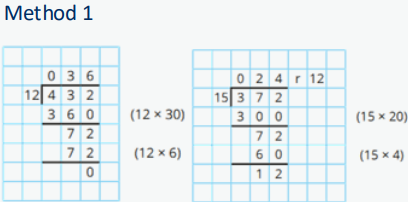 Method 1
0 3 6
12 4 3 2
3 6 0 (12 × 30)
7 2
7 2 (12 × 6)
0
0 2 4 r 12
15 3 7 2
3 0 0 (15 × 20)
7 2
6 0 (15 × 4)
1 2